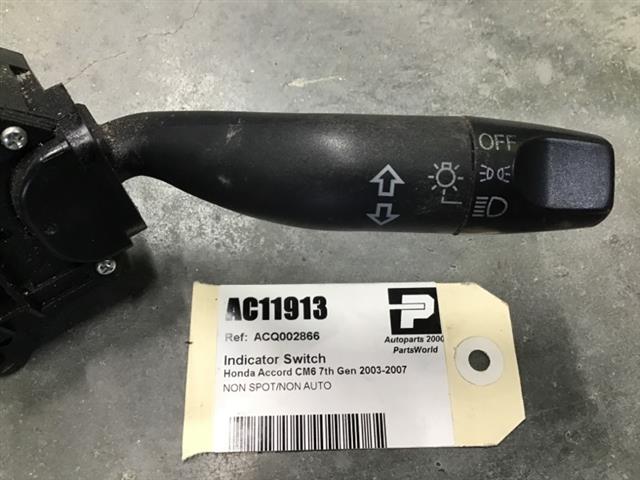 OFF
AC11913
Ref: ACQ002866
P
Autoparts 2000
PartsWorld
Indicator Switch
Honda Accord CM6 7th Gen 2003-2007
NON SPOT/NON AUTO